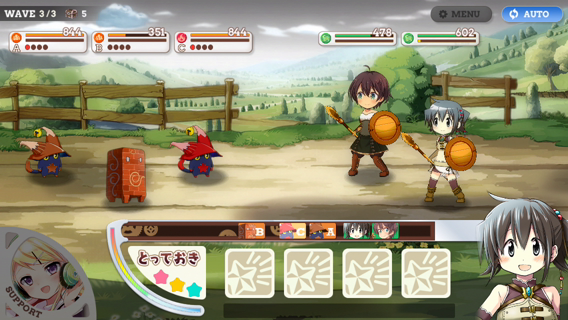 WAVE 3/3 5
MENU
AUTO
844
A
351
B
844
C
478
602
B
C
A
とっておき
SUPPORT